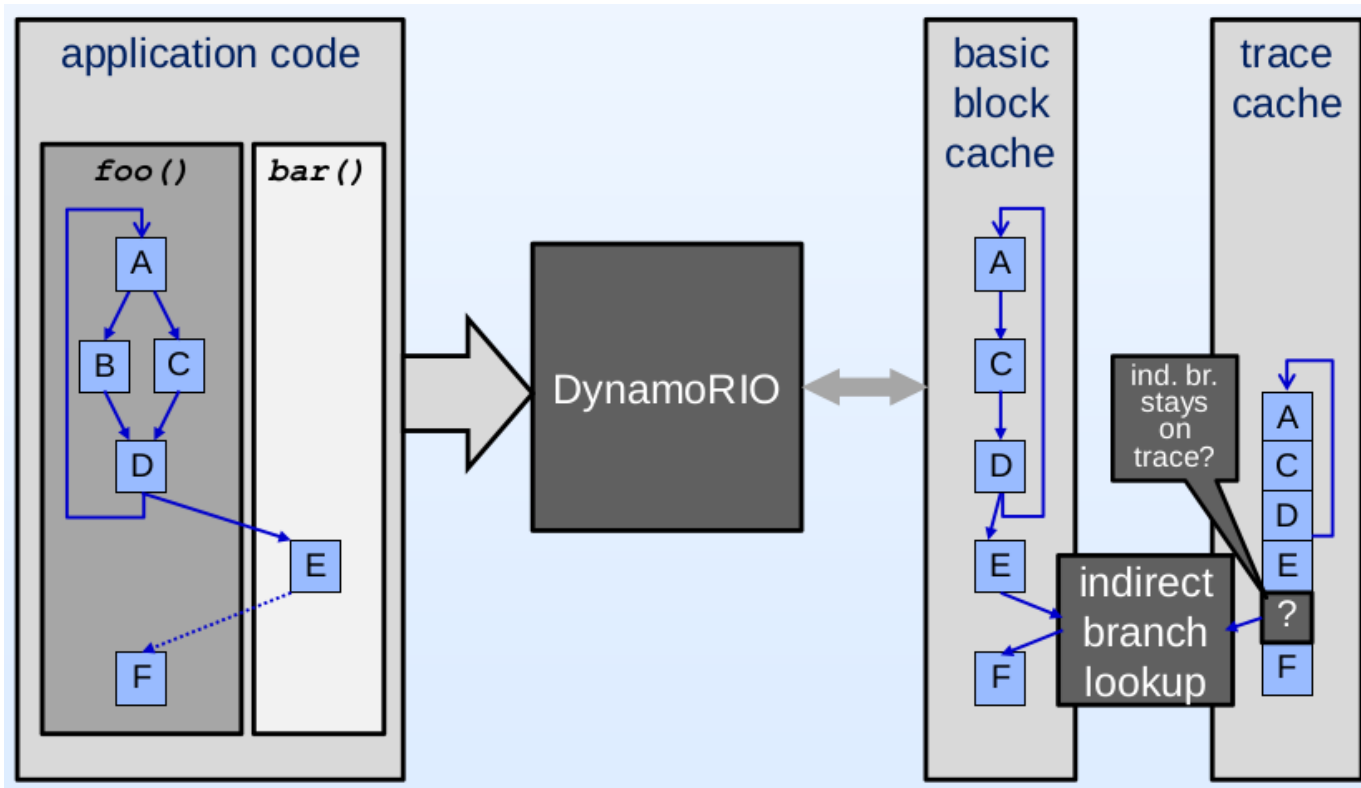 application code
foo()
bar()
A
B
C
D
E
F
DynamoRIO
basic
block
cache
A
C
D
E
F
indirect
branch
lookup
trace
cache
ind. br.
stays
on
trace?
A
C
D
E
?
F